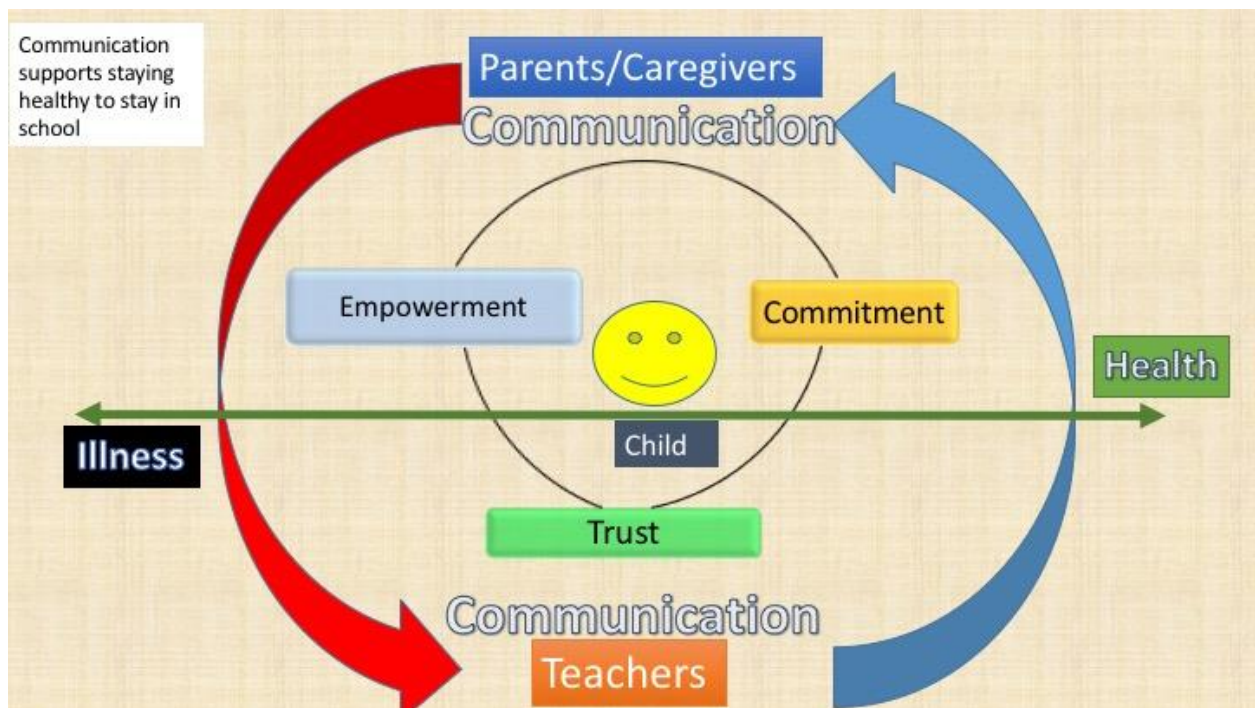 Communication
supports staying
healthy to stay in
school
Parents/Caregivers
Communication
Empowerment
Commitment
Health
Illness
Child
Trust
Communication
Teachers